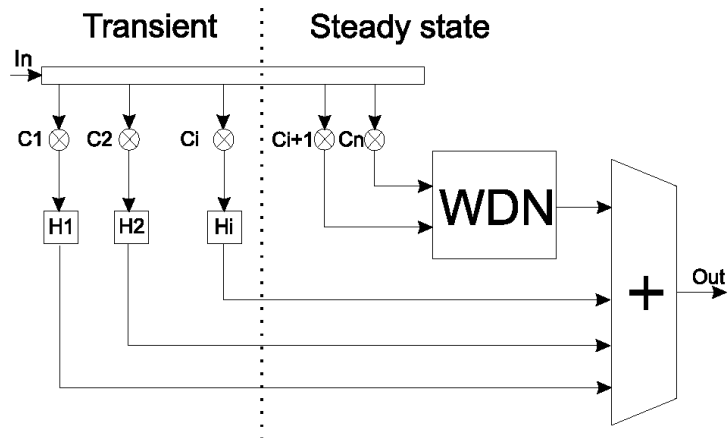 Transient Steady state
In
C1 C2 Ci Ci+1 Cn
WDN
H1 H2 Hi
Out
+